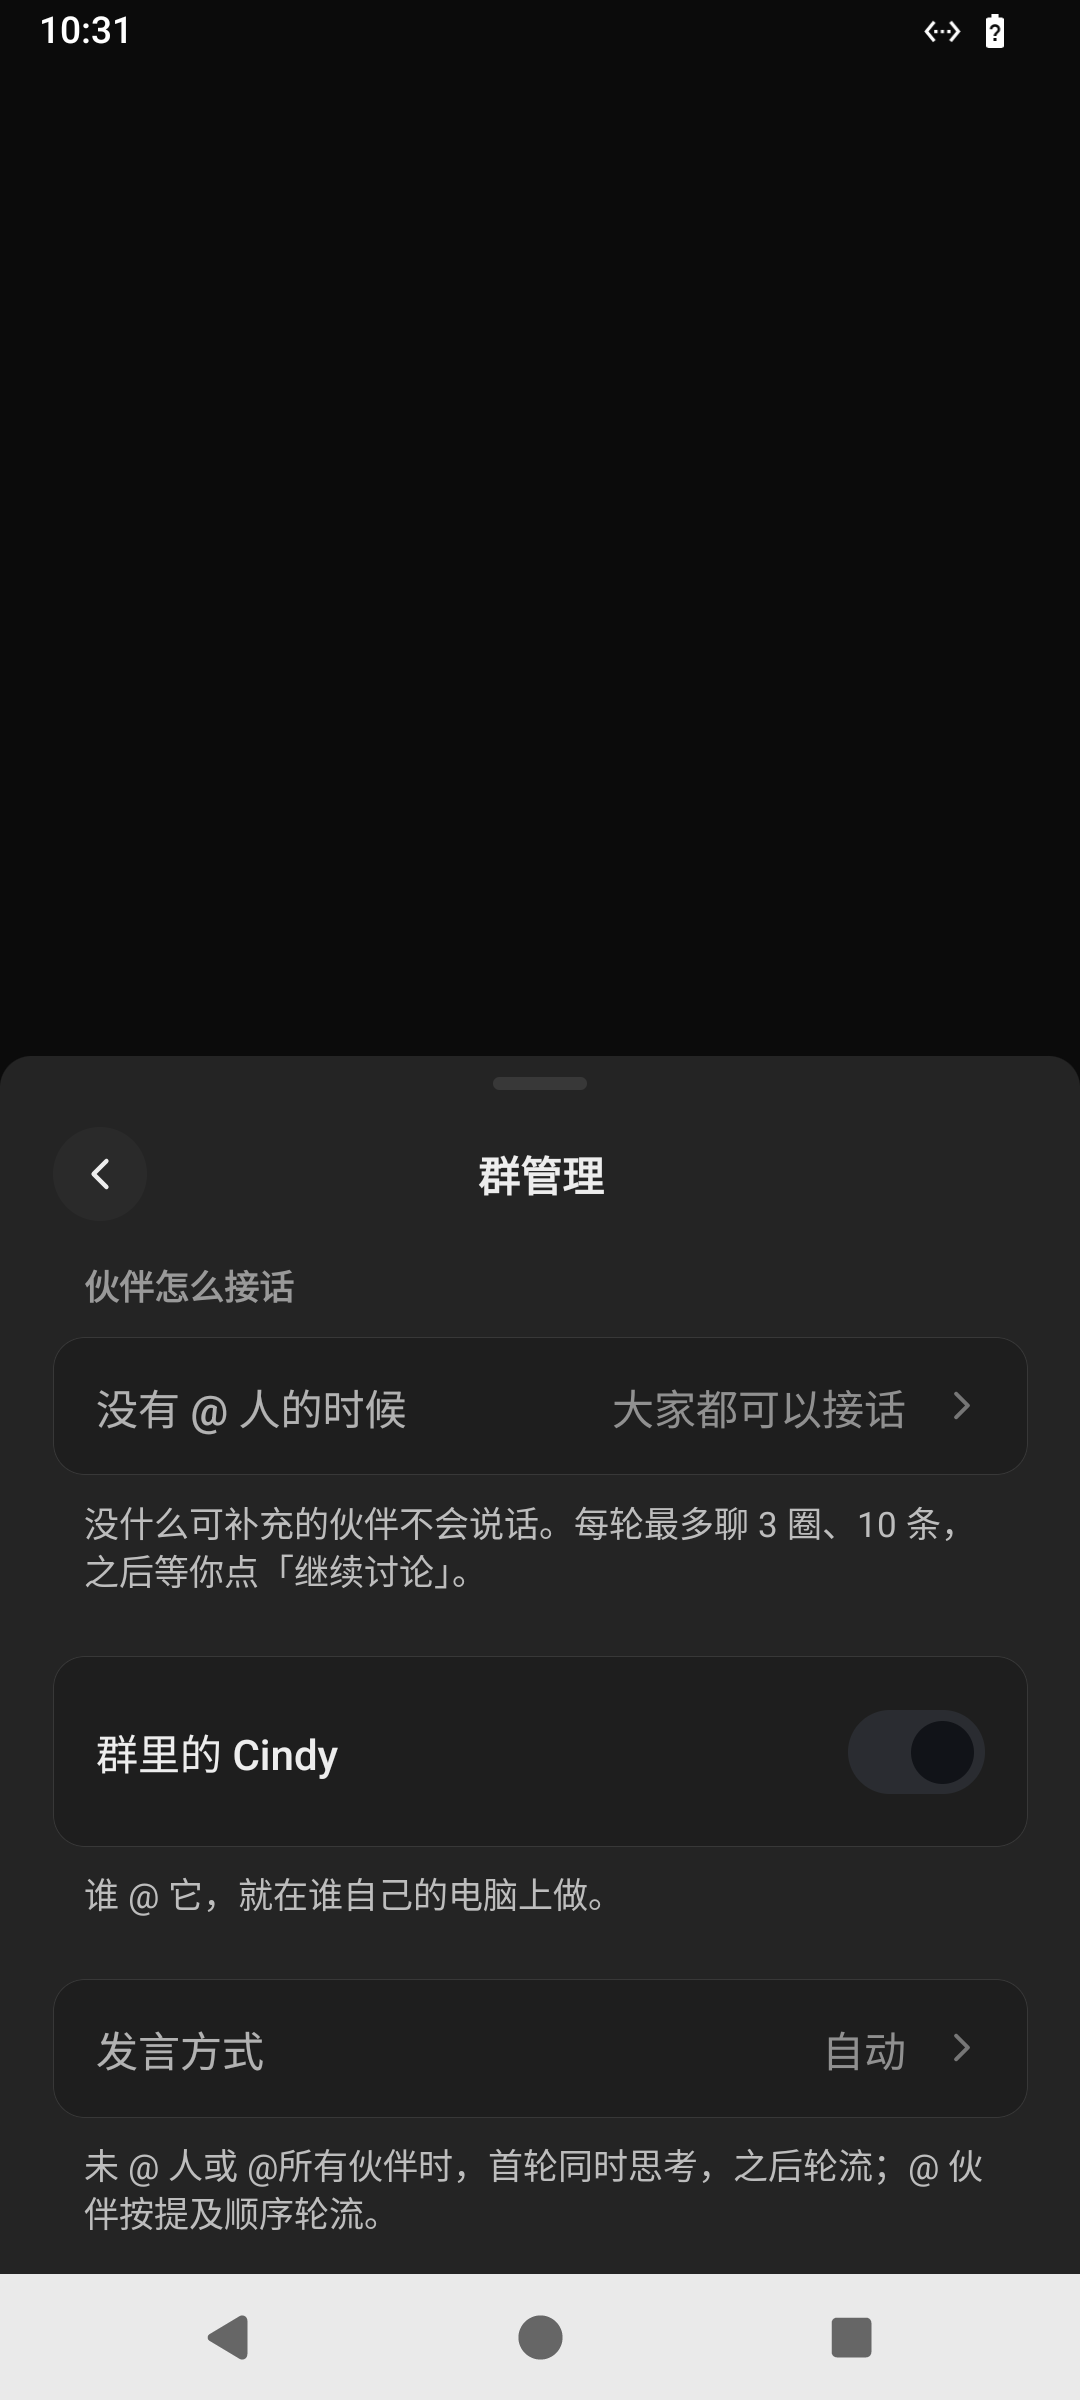 10:31
群管理
伙伴怎么接话
没有 @ 人的时候
大家都可以接话
没什么可补充的伙伴不会说话。每轮最多聊 3 圈、10 条，
之后等你点「继续讨论」。
群里的 Cindy
谁 @ 它，就在谁自己的电脑上做。
发言方式
自动
未 @ 人或 @所有伙伴时，首轮同时思考，之后轮流；@ 伙
伴按提及顺序轮流。